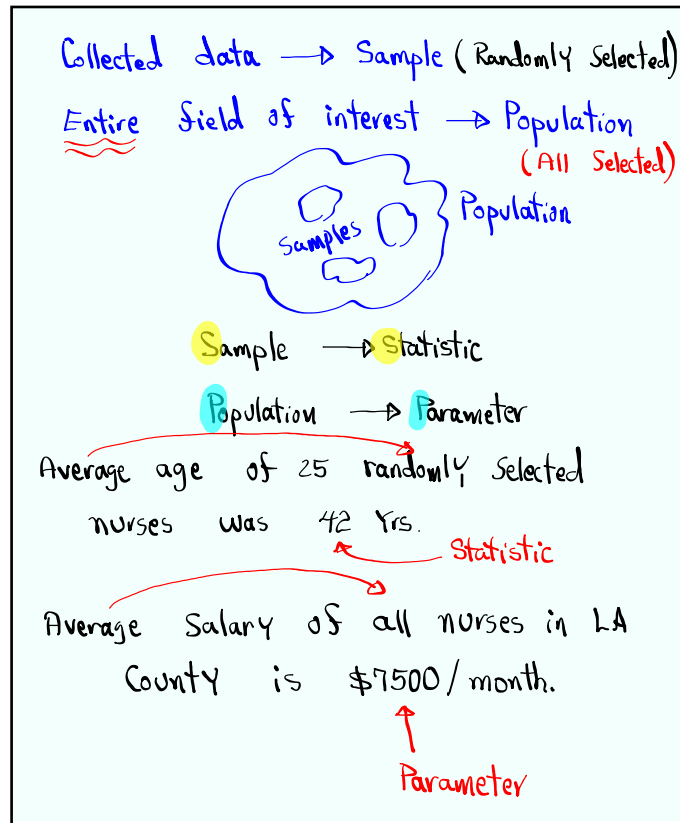 Collected data → Sample (Randomly Selected)
Entire field of interest → Population
(All Selected)
Population
Samples
Sample → Statistic
Population → Parameter
Average age of 25 randomly Selected
nurses was 42 Yrs.
Statistic
Average Salary of all nurses in LA
County is $7500/month.
Parameter